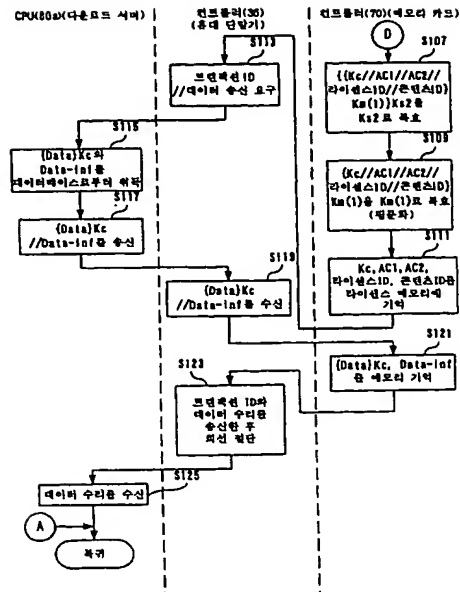 CPU(80a)(다운로드 서버)
컨트롤러(36)
(휴대 단말기)
컨트롤러(70)(메모리 카드)
D
S107
{{Kc//AC1//AC2//
라이센스ID//콘텐츠ID}
Km(1)}Ks2를
Ks2로 복호
S109
{Kc//AC1//AC2//
라이센스ID//콘텐츠ID}
Km(1)을 Km(1)로 복호
(평문화)
S111
Kc,AC1,AC2,
라이센스ID, 콘텐츠ID를
라이센스 메모리에
기억
S113
트랜잭션ID
//데이터 송신 요구
S115
{Data}Kc와
Data-inf를
데이터베이스로부터 취득
S117
{Data}Kc
//Data-inf를 송신
S119
{Data}Kc
//Data-inf를 수신
S121
{Data}Kc, Data-inf
를 메모리 기억
S123
트랜잭션 ID와
데이터 수리를
송신한 후
회선 절단
S125
데이터 수리를 수신
A
복귀